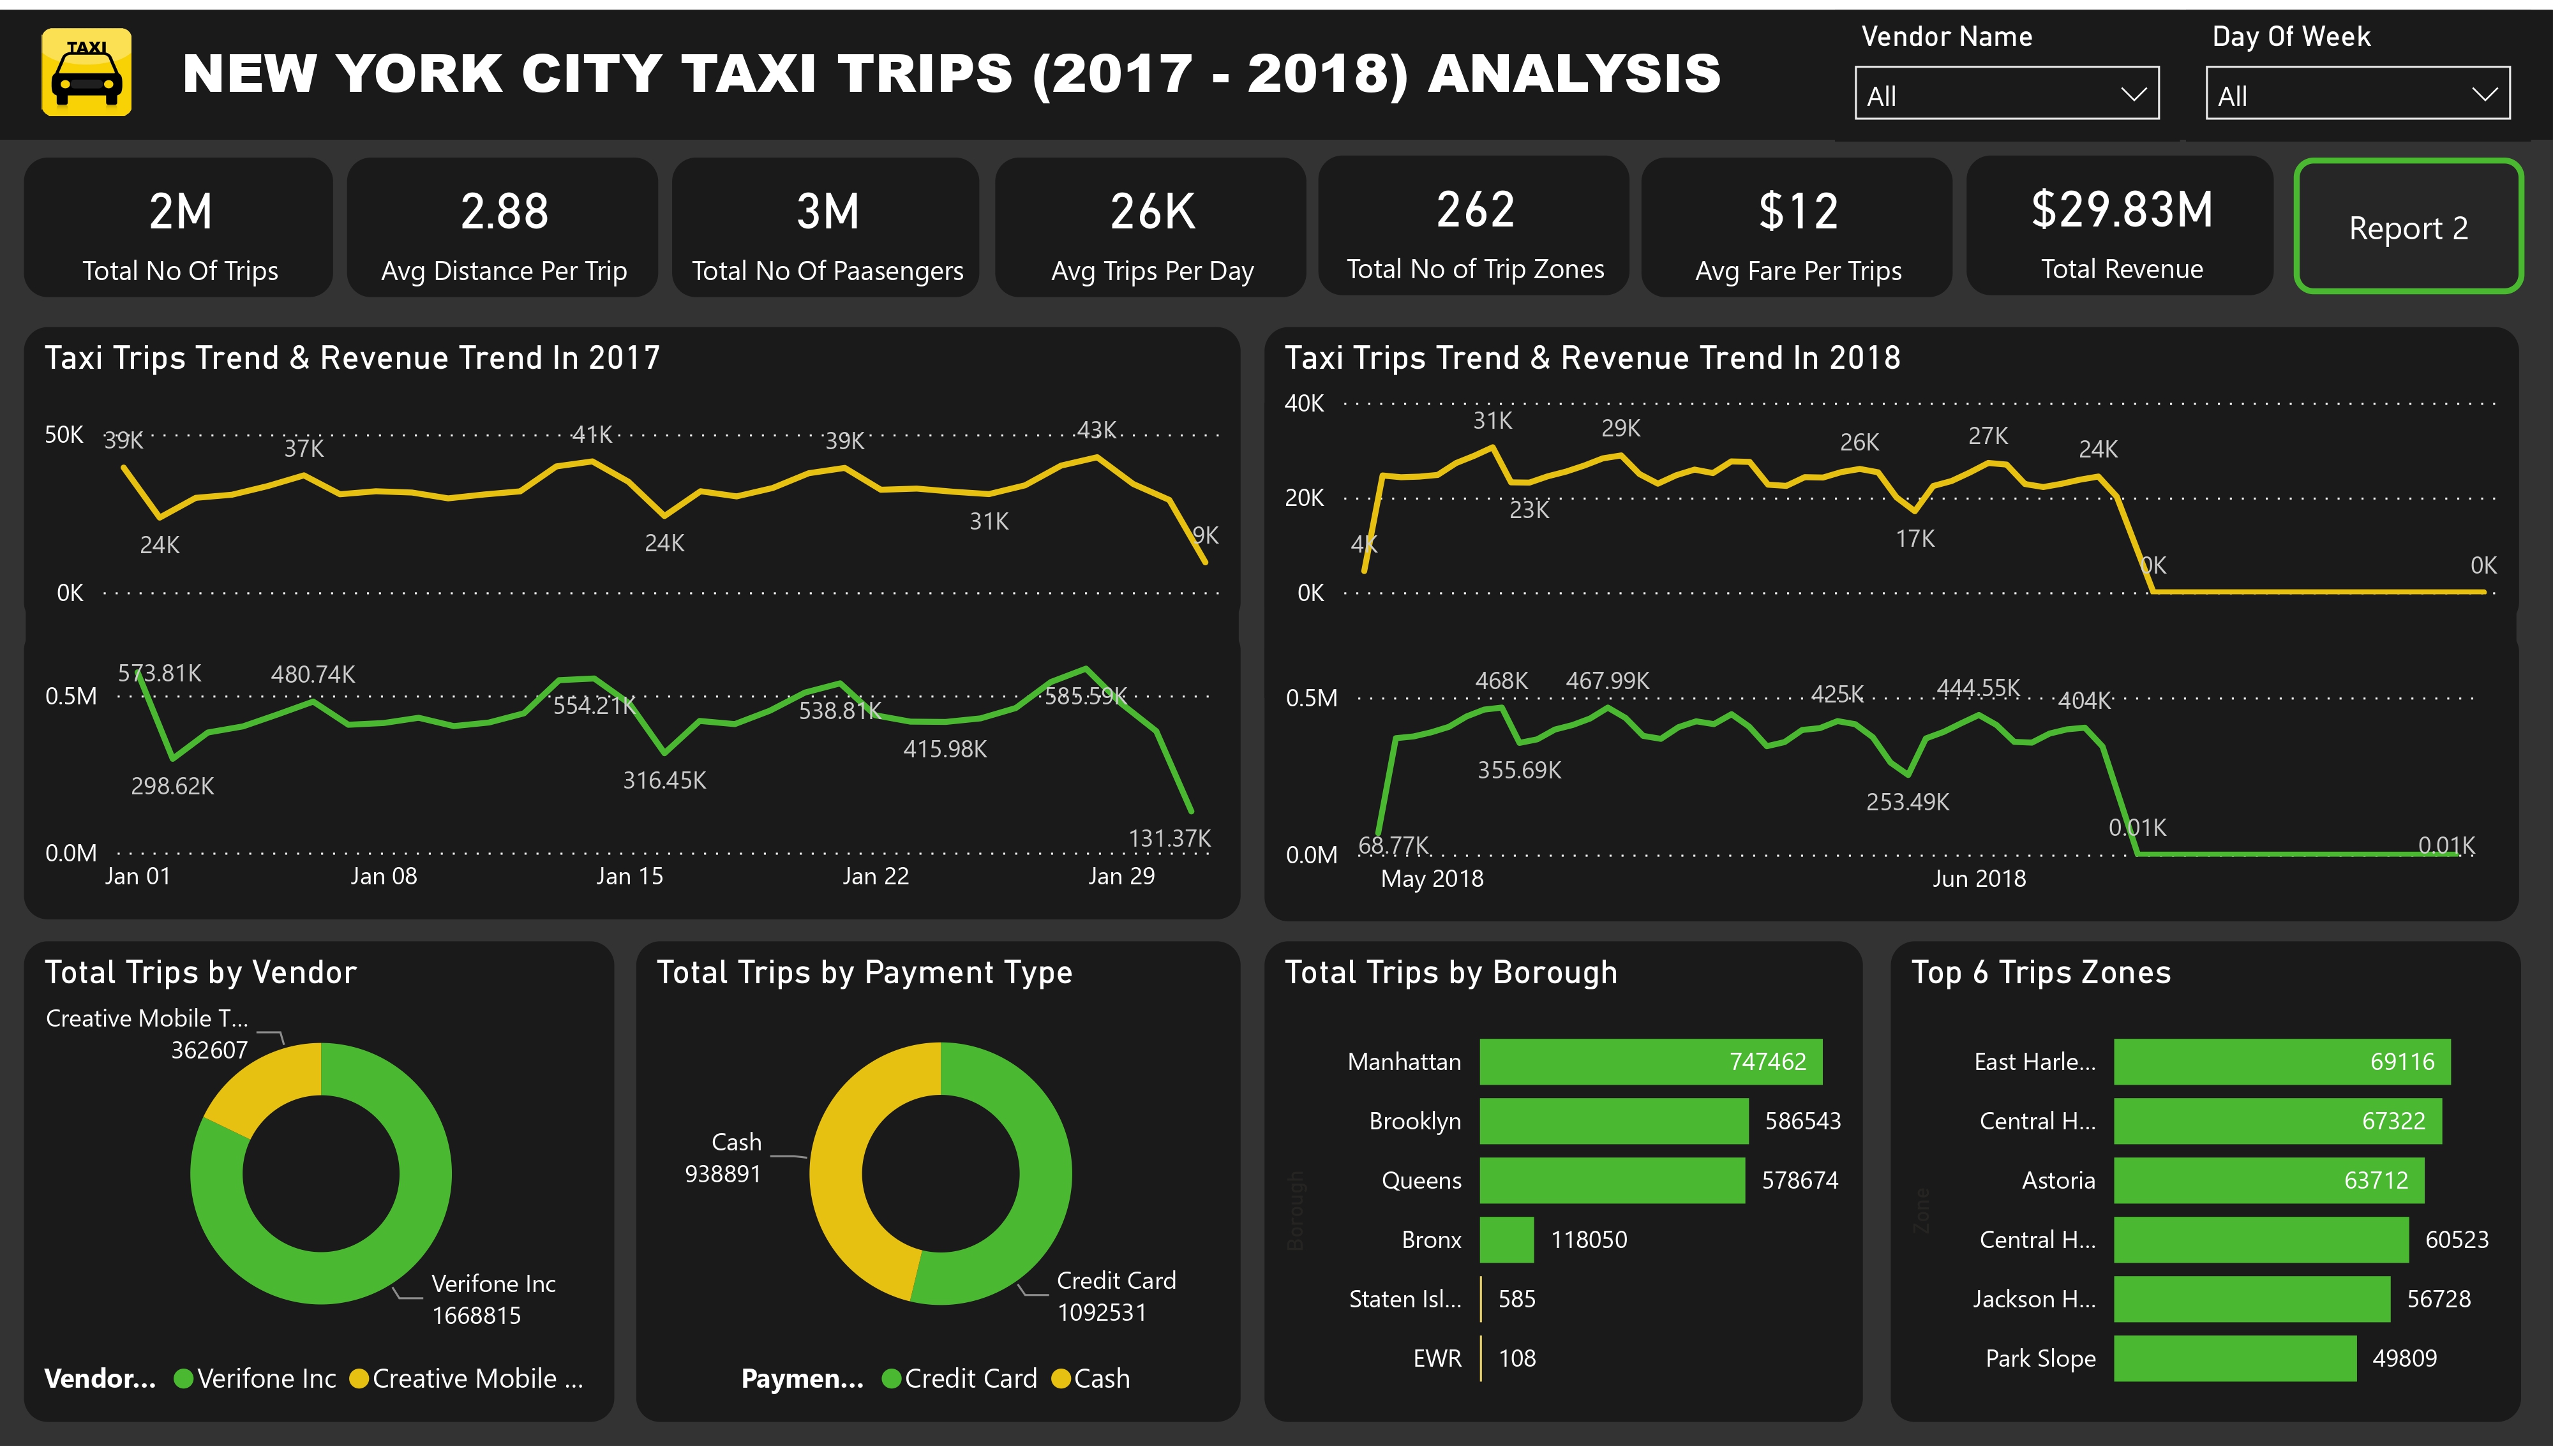 TAXI
NEW YORK CITY TAXI TRIPS (2017 - 2018) ANALYSIS
Vendor Name
All
Day Of Week
All
2M
Total No Of Trips
2.88
Avg Distance Per Trip
3M
Total No Of Paasengers
26K
Avg Trips Per Day
262
Total No of Trip Zones
$12
Avg Fare Per Trips
$29.83M
Total Revenue
Report 2
Taxi Trips Trend & Revenue Trend In 2017
50K
0K
39K
24K
37K
41K
24K
39K
31K
43K
9K
0.5M
0.0M
573.81K
298.62K
480.74K
554.21K
316.45K
538.81K
415.98K
585.59K
131.37K
Jan 01
Jan 08
Jan 15
Jan 22
Jan 29
Taxi Trips Trend & Revenue Trend In 2018
40K
20K
0K
4K
31K
23K
29K
26K
17K
27K
24K
0K
0K
0.5M
0.0M
68.77K
468K
355.69K
467.99K
425K
253.49K
444.55K
404K
0.01K
0.01K
May 2018
Jun 2018
Total Trips by Vendor
Creative Mobile T...
362607
Verifone Inc
1668815
Vendor... Verifone Inc Creative Mobile ...
Total Trips by Payment Type
Cash
938891
Credit Card
1092531
Paymen... Credit Card Cash
Total Trips by Borough
Borough
Manhattan 747462
Brooklyn 586543
Queens 578674
Bronx 118050
Staten Isl... 585
EWR 108
Top 6 Trips Zones
Zone
East Harle... 69116
Central H... 67322
Astoria 63712
Central H... 60523
Jackson H... 56728
Park Slope 49809